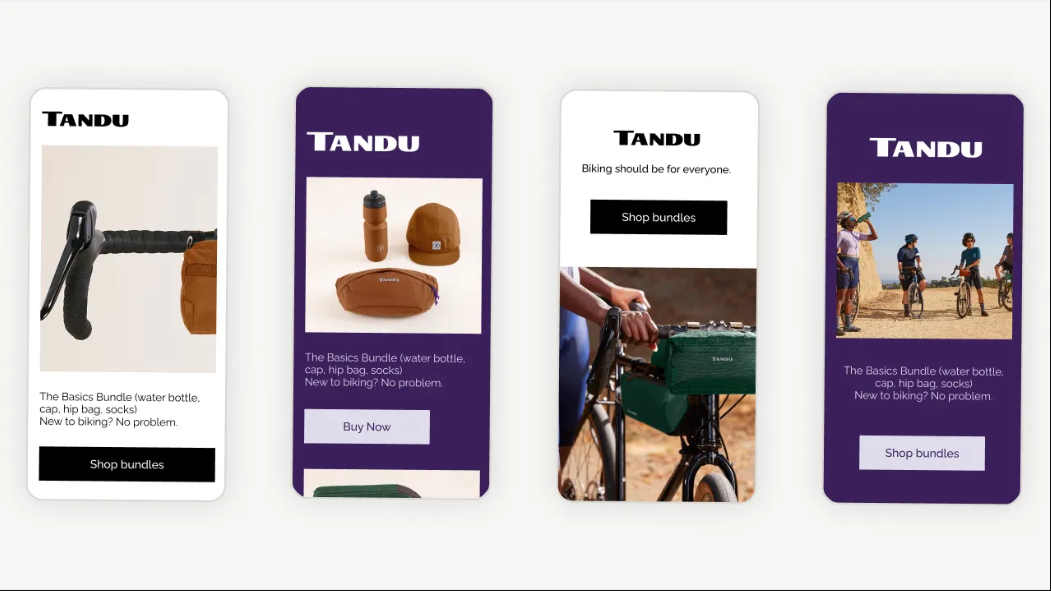 TANDU
The Basics Bundle (water bottle,
cap, hip bag, socks)
New to biking? No problem.
Shop bundles
TANDU
TANDU
The Basics Bundle (water bottle,
cap, hip bag, socks)
New to biking? No problem.
Buy Now
TANDU
Biking should be for everyone.
Shop bundles
TANDU
TANDU
The Basics Bundle (water bottle,
cap, hip bag, socks)
New to biking? No problem.
Shop bundles